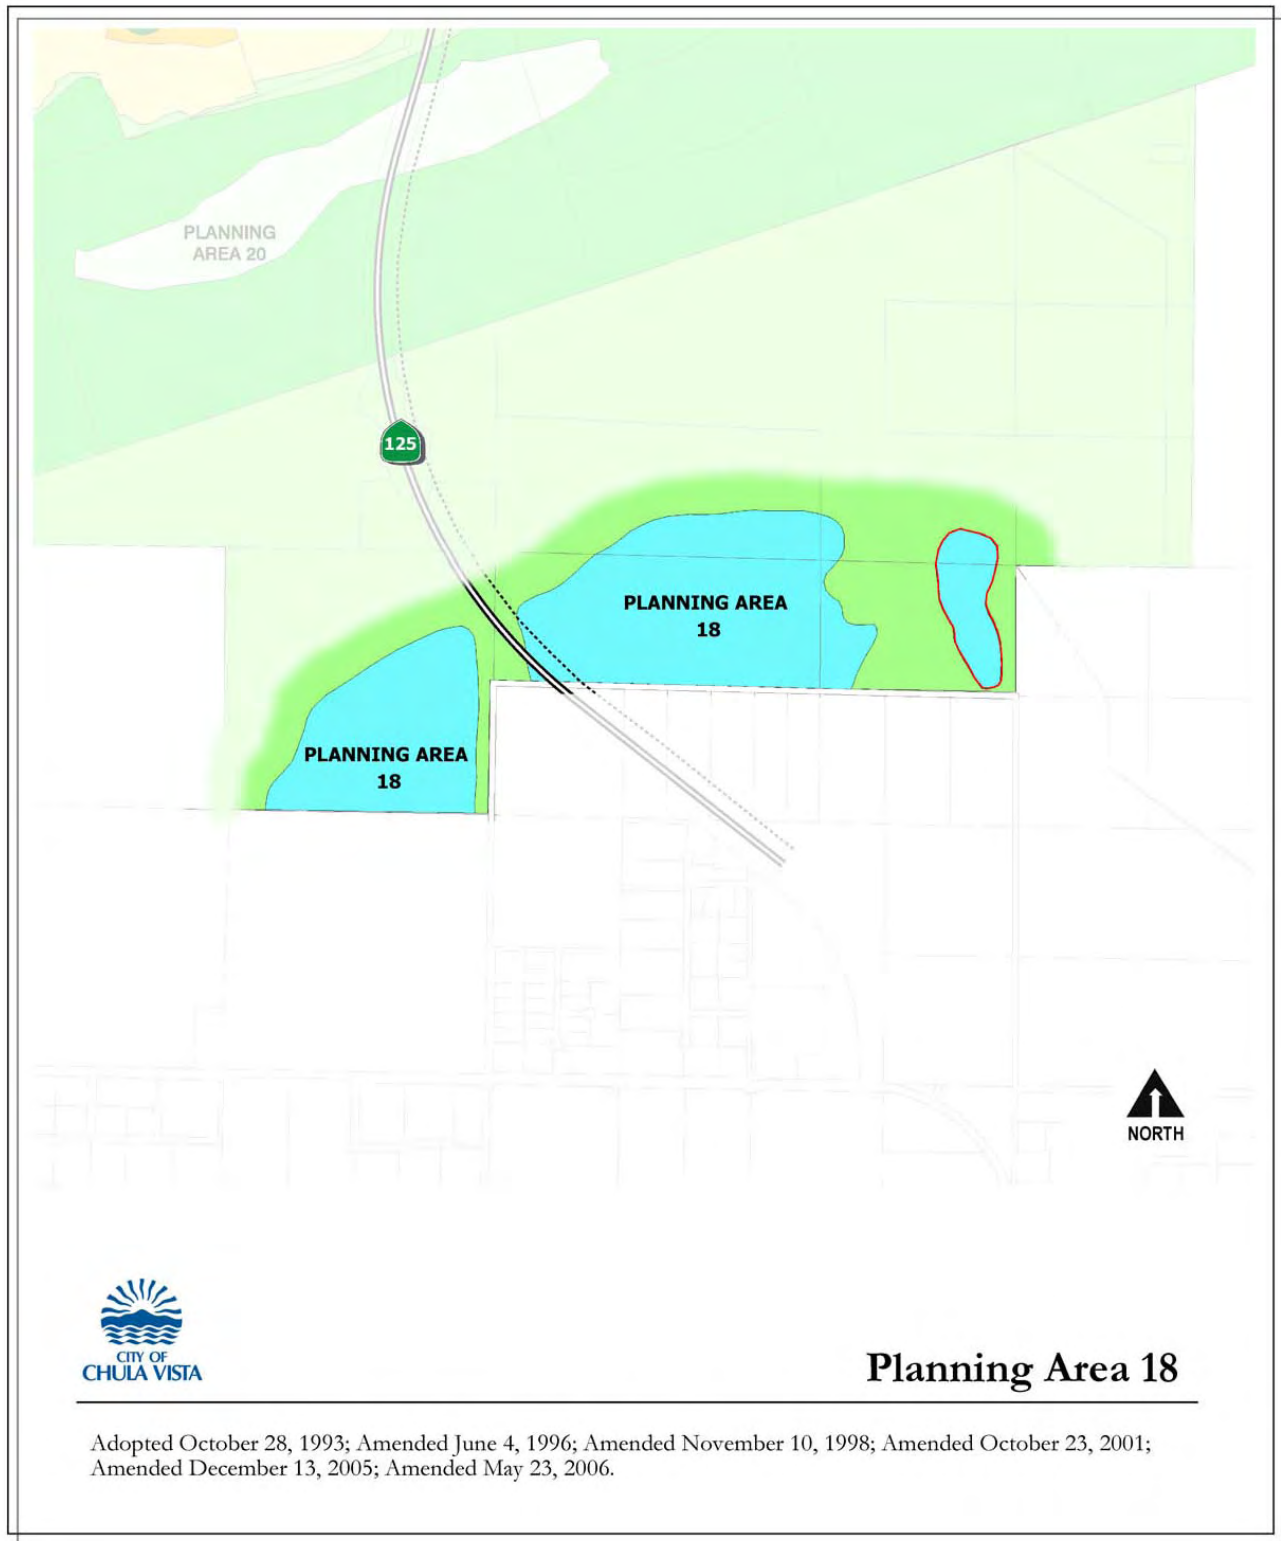 PLANNING
AREA 20
125
PLANNING AREA
18
PLANNING AREA
18
NORTH
CITY OF
CHULA VISTA
Planning Area 18
Adopted October 28, 1993; Amended June 4, 1996; Amended November 10, 1998; Amended October 23, 2001;
Amended December 13, 2005; Amended May 23, 2006.